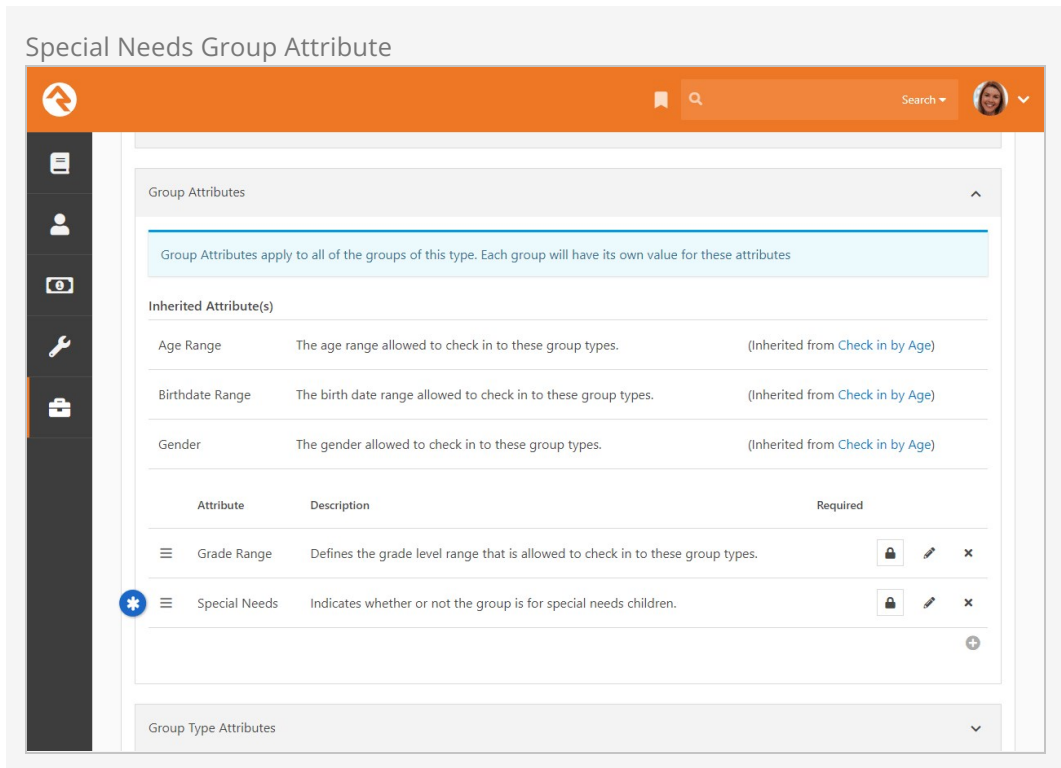 Special Needs Group Attribute
Search
Group Attributes
Group Attributes apply to all of the groups of this type. Each group will have its own value for these attributes
Inherited Attribute(s)
Age Range The age range allowed to check in to these group types. (Inherited from Check in by Age)
Birthdate Range The birth date range allowed to check in to these group types. (Inherited from Check in by Age)
Gender The gender allowed to check in to these group types. (Inherited from Check in by Age)
Attribute Description Required
Grade Range Defines the grade level range that is allowed to check in to these group types.
Special Needs Indicates whether or not the group is for special needs children.
Group Type Attributes